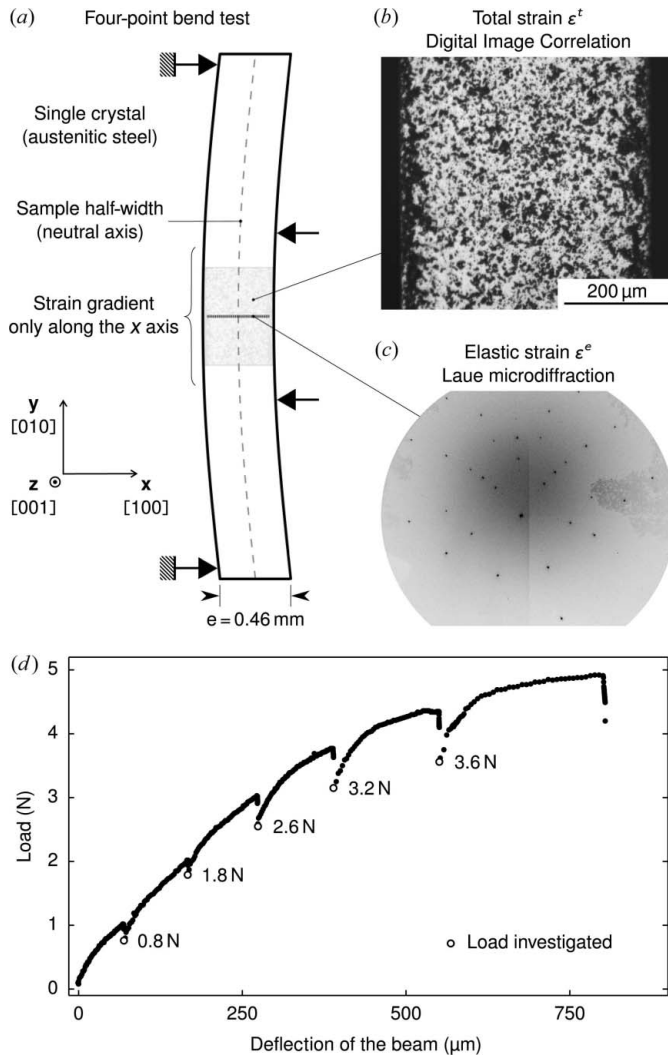 (a) Four-point bend test
Single crystal
(austenitic steel)
Sample half-width
(neutral axis)
Strain gradient
only along the x axis
y
[010]
z
x
[001]
[100]
e = 0.46 mm
(b) Total strain εᵗ
Digital Image Correlation
200 µm
(c) Elastic strain εᵉ
Laue microdiffraction
(d)
5
4
3
2
1
0
Load (N)
0.8 N
1.8 N
2.6 N
3.2 N
3.6 N
Load investigated
0
250
500
750
Deflection of the beam (µm)